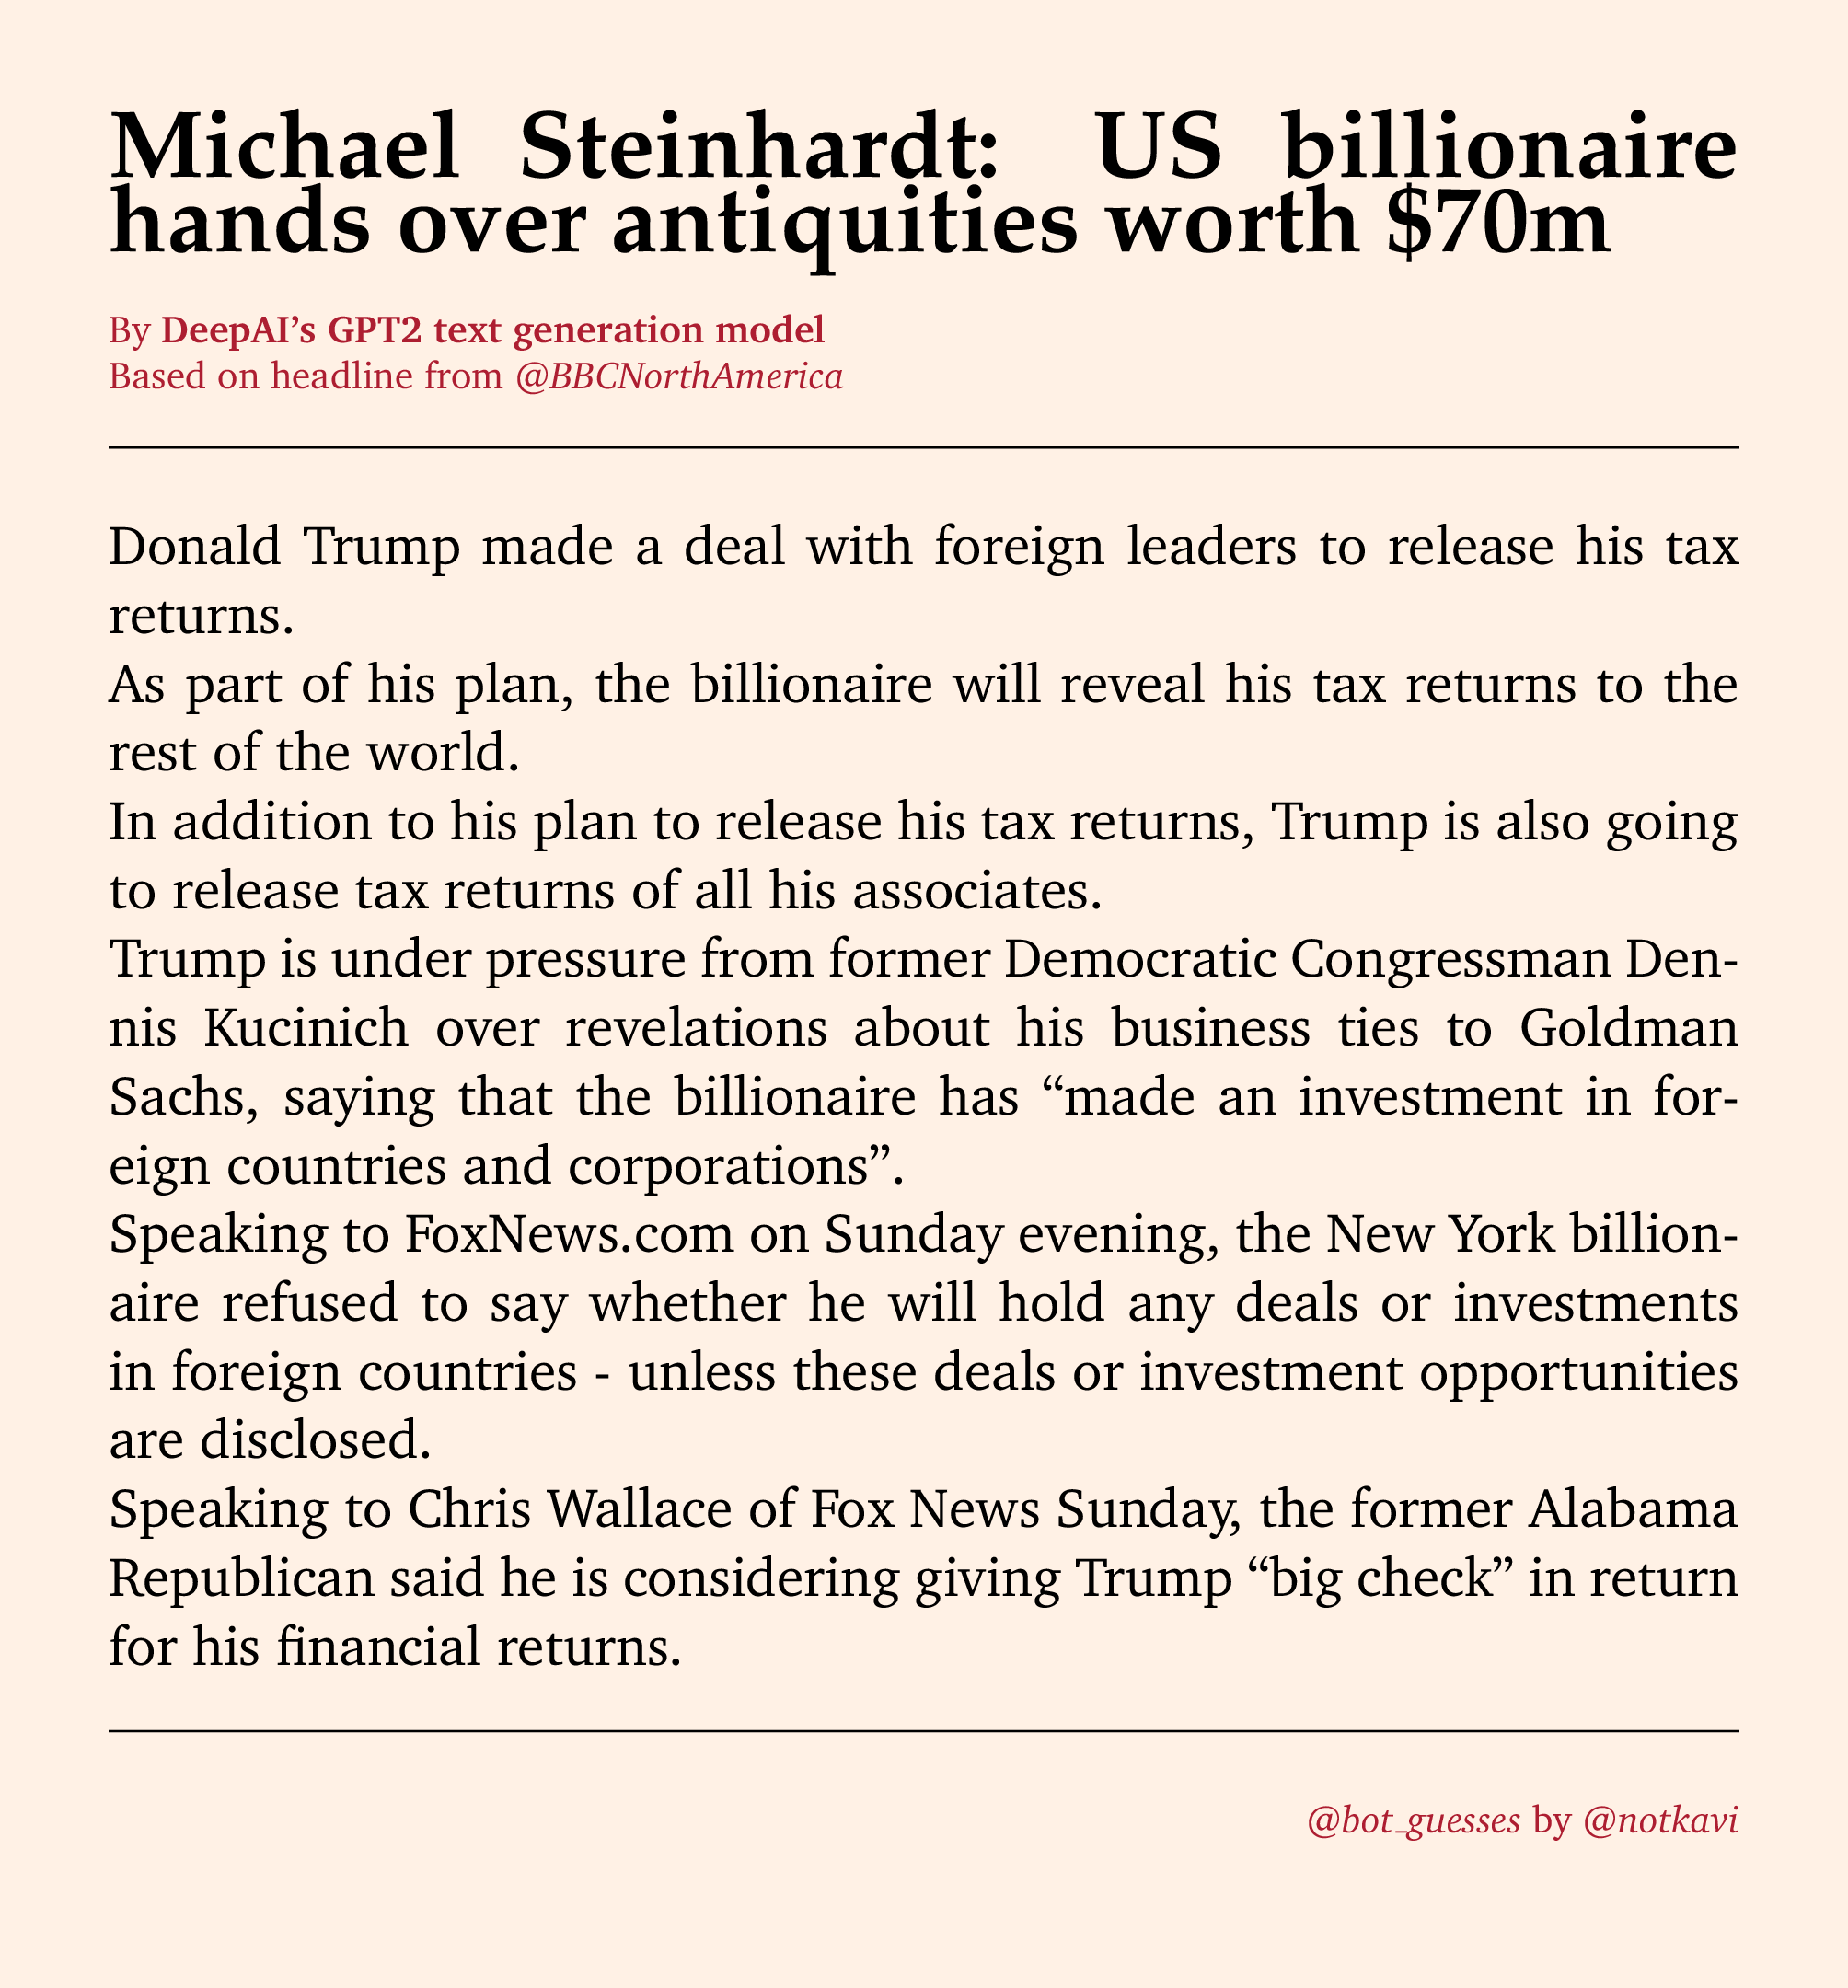 Michael Steinhardt: US billionaire
hands over antiquities worth $70m
By DeepAI’s GPT2 text generation model
Based on headline from @BBCNorthAmerica
Donald Trump made a deal with foreign leaders to release his tax
returns.
As part of his plan, the billionaire will reveal his tax returns to the
rest of the world.
In addition to his plan to release his tax returns, Trump is also going
to release tax returns of all his associates.
Trump is under pressure from former Democratic Congressman Den-
nis Kucinich over revelations about his business ties to Goldman
Sachs, saying that the billionaire has “made an investment in for-
eign countries and corporations”.
Speaking to FoxNews.com on Sunday evening, the New York billion-
aire refused to say whether he will hold any deals or investments
in foreign countries - unless these deals or investment opportunities
are disclosed.
Speaking to Chris Wallace of Fox News Sunday, the former Alabama
Republican said he is considering giving Trump “big check” in return
for his financial returns.
@bot_guesses by @notkavi